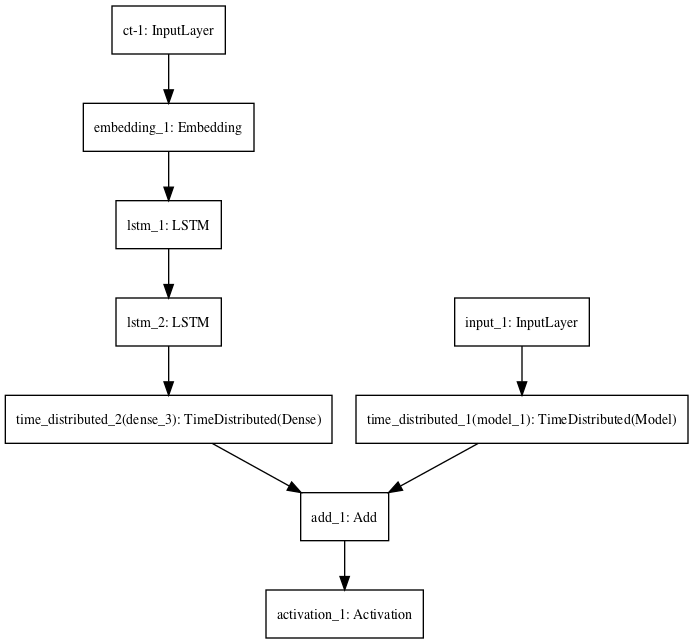 ct-1: InputLayer
embedding_1: Embedding
lstm_1: LSTM
lstm_2: LSTM
input_1: InputLayer
time_distributed_2(dense_3): TimeDistributed(Dense)
time_distributed_1(model_1): TimeDistributed(Model)
add_1: Add
activation_1: Activation